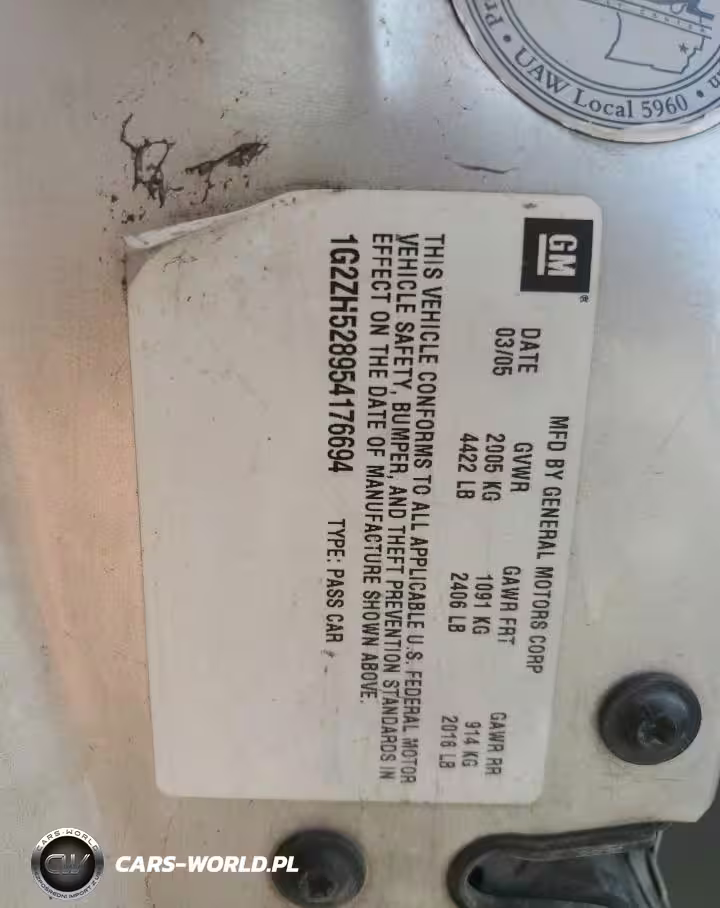 UAW Local 5960
GM
MFD BY GENERAL MOTORS CORP
DATE GVWR GAWR FRT GAWR RR
03/05 2005 KG 1091 KG 914 KG
4422 LB 2406 LB 2016 LB
THIS VEHICLE CONFORMS TO ALL APPLICABLE U.S. FEDERAL MOTOR
VEHICLE SAFETY, BUMPER, AND THEFT PREVENTION STANDARDS IN
EFFECT ON THE DATE OF MANUFACTURE SHOWN ABOVE.
1G2ZH528954176694 TYPE: PASS CAR
CARS-WORLD
CW
CARS-WORLD.PL